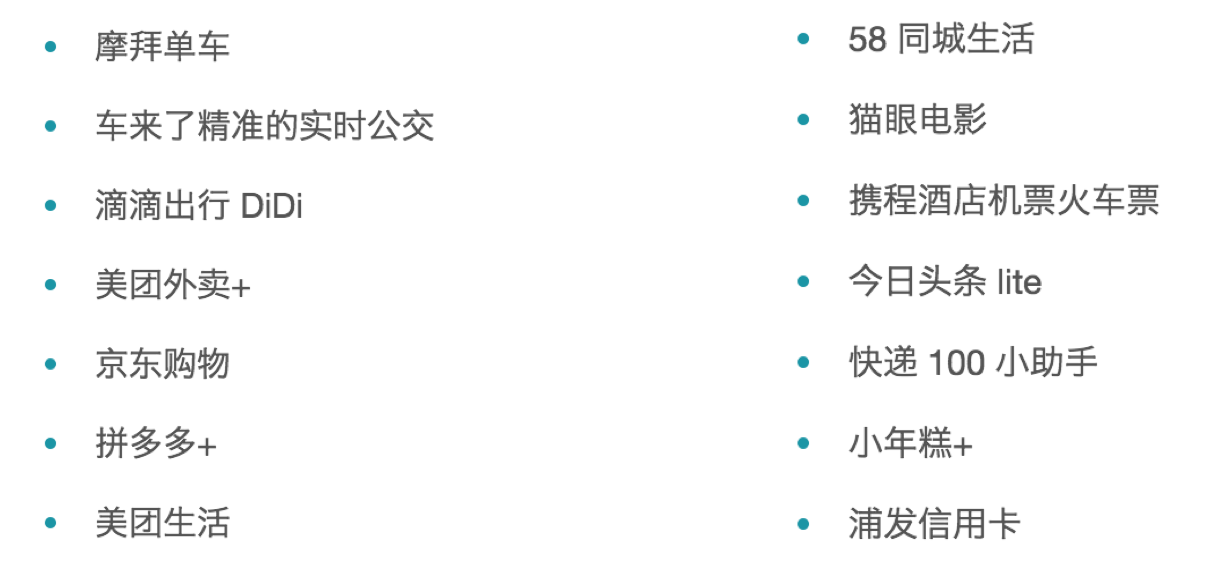 摩拜单车
车来了精准的实时公交
滴滴出行 DiDi
美团外卖+
京东购物
拼多多+
美团生活
58 同城生活
猫眼电影
携程酒店机票火车票
今日头条 lite
快递 100 小助手
小年糕+
浦发信用卡